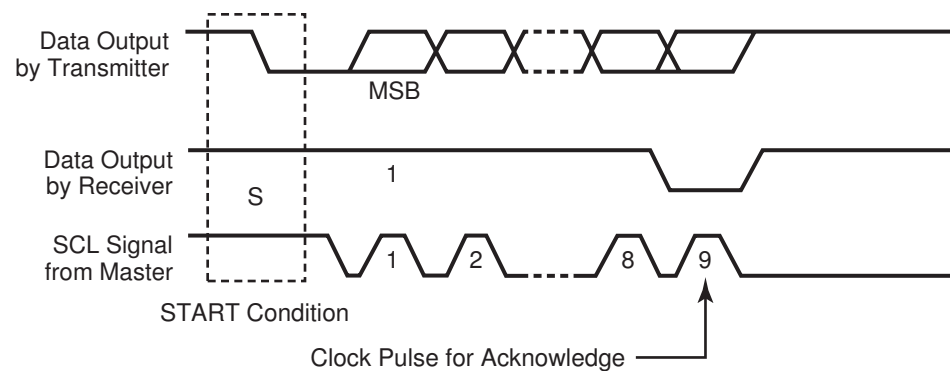 Data Output
by Transmitter
MSB
Data Output
by Receiver
1
S
SCL Signal
from Master
1
2
8
9
START Condition
Clock Pulse for Acknowledge